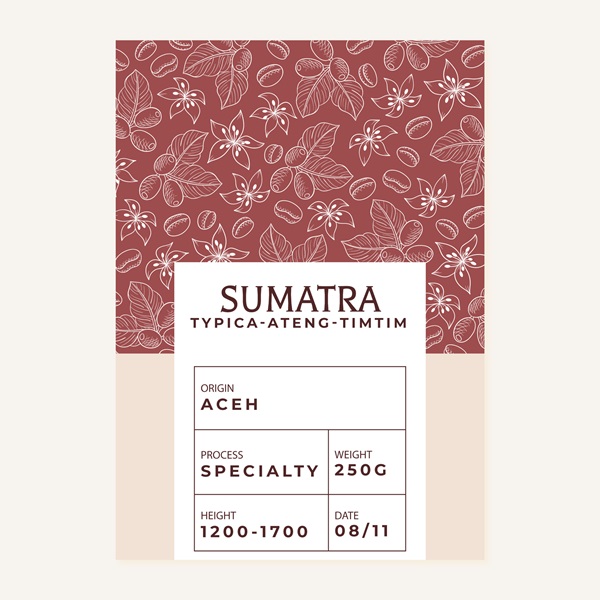 SUMATRA
TYPICA-ATENG-TIMTIM
ORIGIN
ACEH
PROCESS
SPECIALTY
WEIGHT
250G
HEIGHT
1200-1700
DATE
08/11